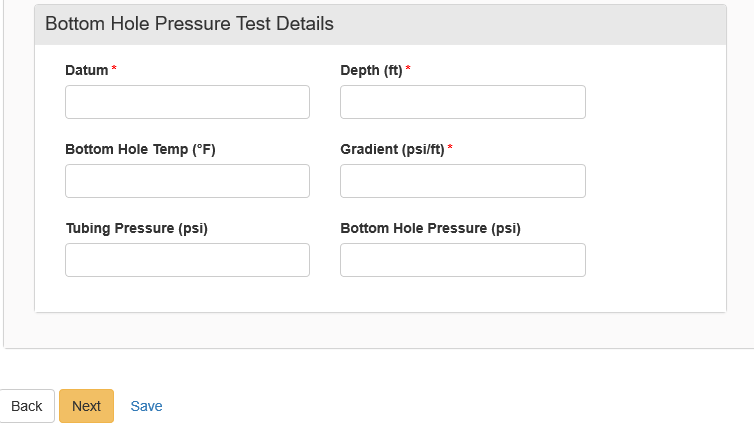 Bottom Hole Pressure Test Details
Datum * Depth (ft) *
Bottom Hole Temp (°F) Gradient (psi/ft) *
Tubing Pressure (psi) Bottom Hole Pressure (psi)
Back Next Save